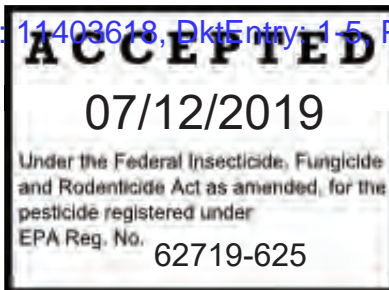 : 11403618, DktEntry: 1-5, P
ACCEPTED
07/12/2019
Under the Federal Insecticide, Fungicide
and Rodenticide Act as amended, for the
pesticide registered under
EPA Reg. No. 62719-625